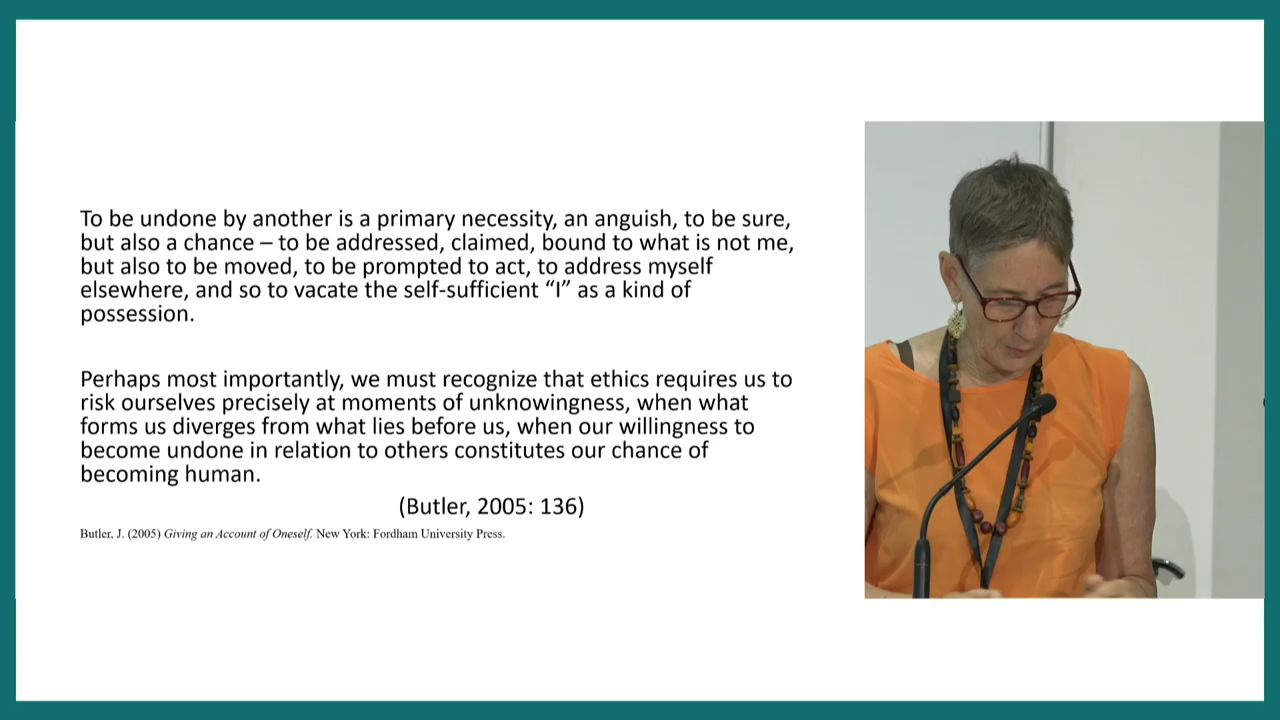 To be undone by another is a primary necessity, an anguish, to be sure,
but also a chance – to be addressed, claimed, bound to what is not me,
but also to be moved, to be prompted to act, to address myself
elsewhere, and so to vacate the self-sufficient “I” as a kind of
possession.
Perhaps most importantly, we must recognize that ethics requires us to
risk ourselves precisely at moments of unknowingness, when what
forms us diverges from what lies before us, when our willingness to
become undone in relation to others constitutes our chance of
becoming human.
(Butler, 2005: 136)
Butler, J. (2005) Giving an Account of Oneself. New York: Fordham University Press.